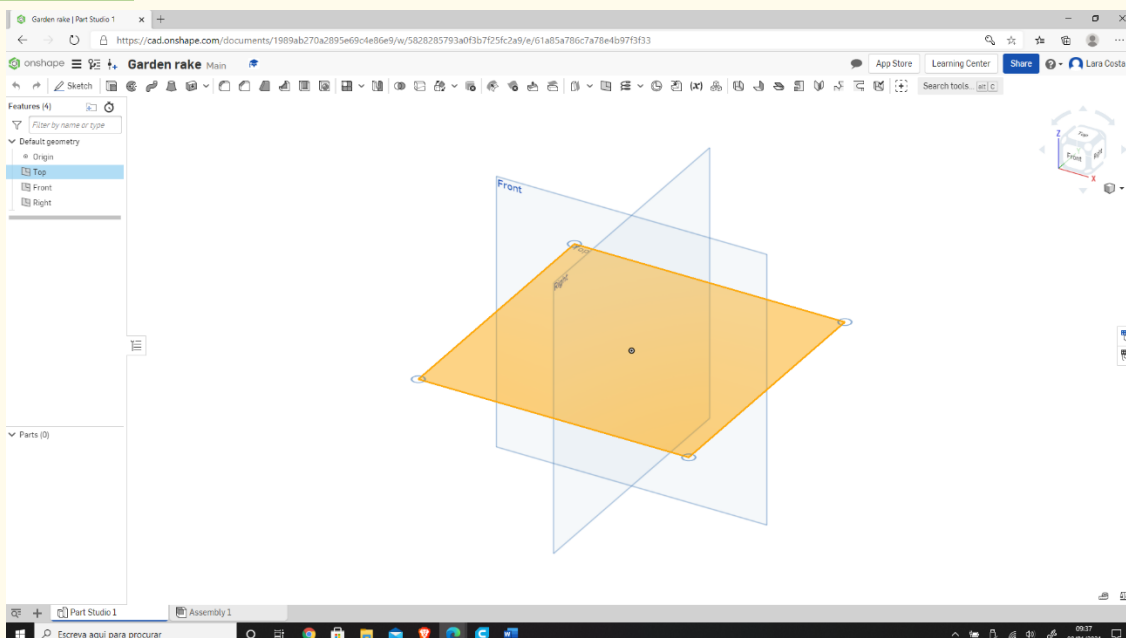 Garden rake | Part Studio 1
https://cad.onshape.com/documents/1989ab270a2895e69c4e86e9/w/5828285793a0f3b7f25fc2a9/e/61a85a786c7a78e4b97f3f33
onshape Garden rake Main App Store Learning Center Share Lara Costa
Sketch Search tools... alt C
Features (4)
Filter by name or type
Default geometry
Origin
Top
Front
Right
Front
Right
Z
Top
Front
Right
X
Parts (0)
Part Studio 1 Assembly 1
Escreva aqui para procurar
09:37